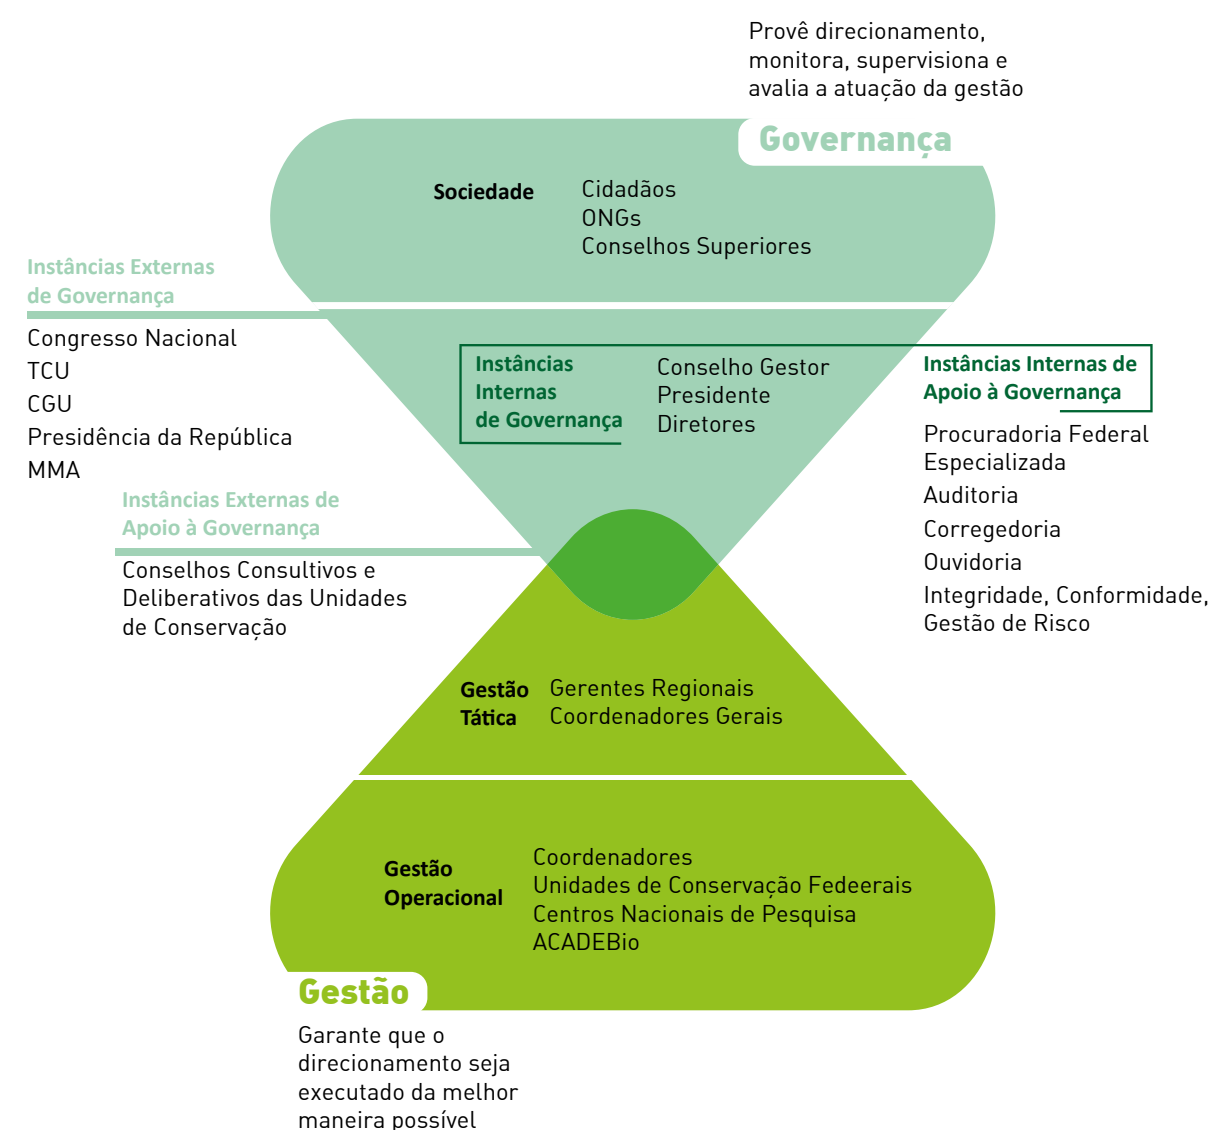 Provê direcionamento,
monitora, supervisiona e
avalia a atuação da gestão
Governança
Sociedade
Cidadãos
ONGs
Conselhos Superiores
Instâncias Externas
de Governança
Congresso Nacional
TCU
CGU
Presidência da República
MMA
Instâncias
Internas
de Governança
Conselho Gestor
Presidente
Diretores
Instâncias Internas de
Apoio à Governança
Procuradoria Federal
Especializada
Auditoria
Corregedoria
Ouvidoria
Integridade, Conformidade,
Gestão de Risco
Instâncias Externas de
Apoio à Governança
Conselhos Consultivos e
Deliberativos das Unidades
de Conservação
Gestão
Tática
Gerentes Regionais
Coordenadores Gerais
Gestão
Operacional
Coordenadores
Unidades de Conservação Fedeerais
Centros Nacionais de Pesquisa
ACADEBio
Gestão
Garante que o
direcionamento seja
executado da melhor
maneira possível